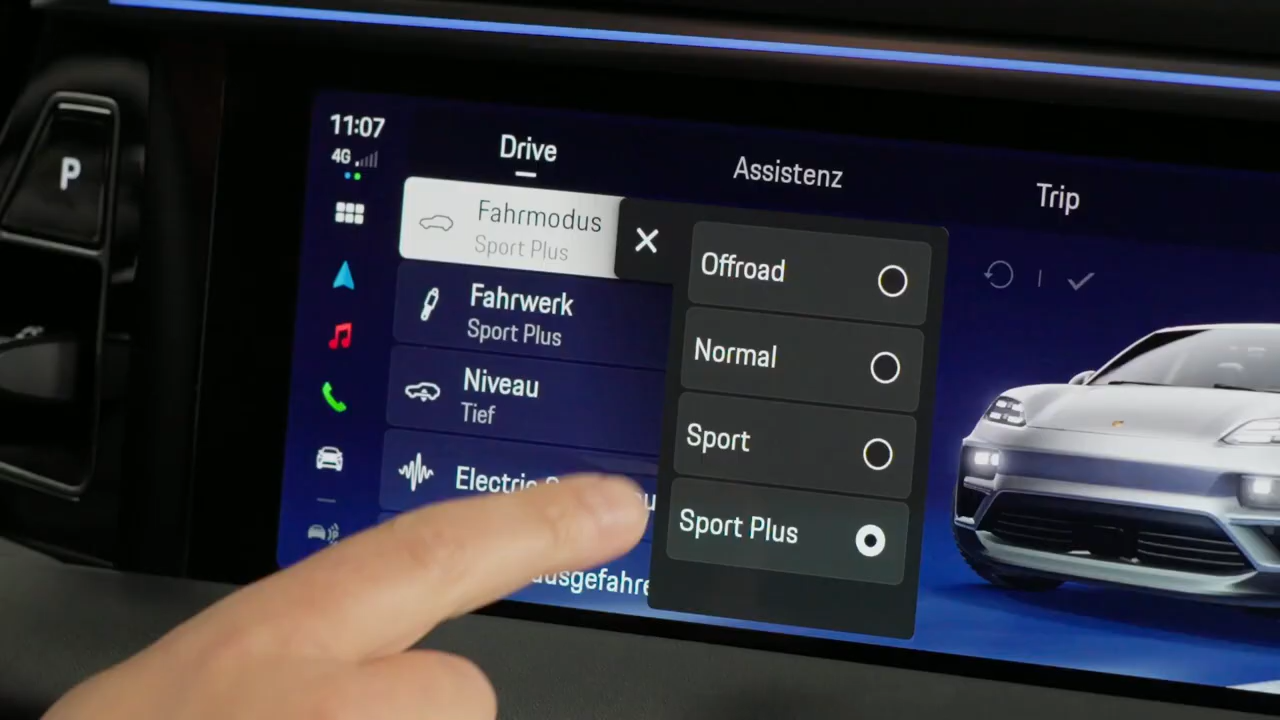 P
11:07
4G
Drive
Assistenz
Trip
Fahrmodus
Sport Plus
Fahrwerk
Sport Plus
Niveau
Tief
Electric
Offroad
Normal
Sport
Sport Plus